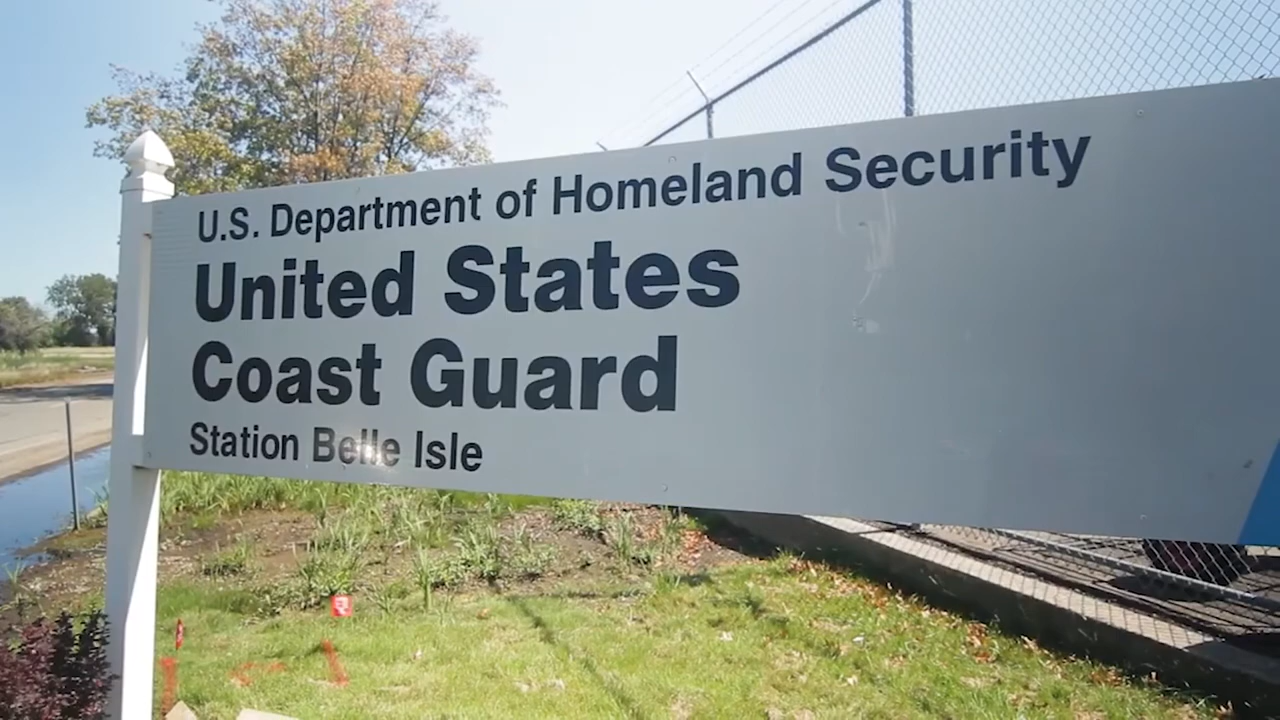 U.S. Department of Homeland Security
United States
Coast Guard
Station Belle Isle